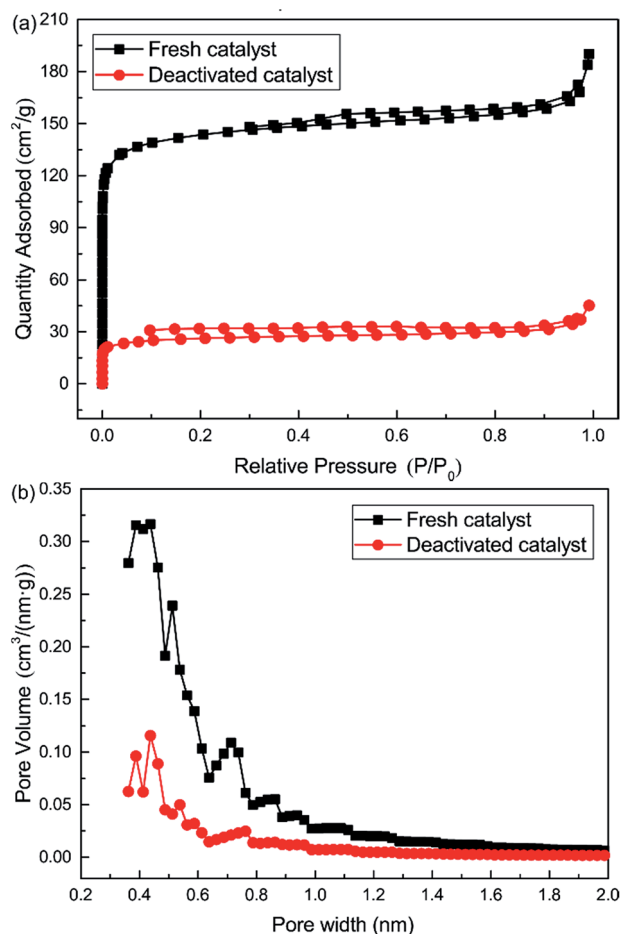 (a)
210
180
150
120
90
60
30
0
Quantity Adsorbed (cm²/g)
Fresh catalyst
Deactivated catalyst
0.0 0.2 0.4 0.6 0.8 1.0
Relative Pressure (P/P₀)
(b)
0.35
0.30
0.25
0.20
0.15
0.10
0.05
0.00
Pore Volume (cm³/(nm·g))
Fresh catalyst
Deactivated catalyst
0.2 0.4 0.6 0.8 1.0 1.2 1.4 1.6 1.8 2.0
Pore width (nm)